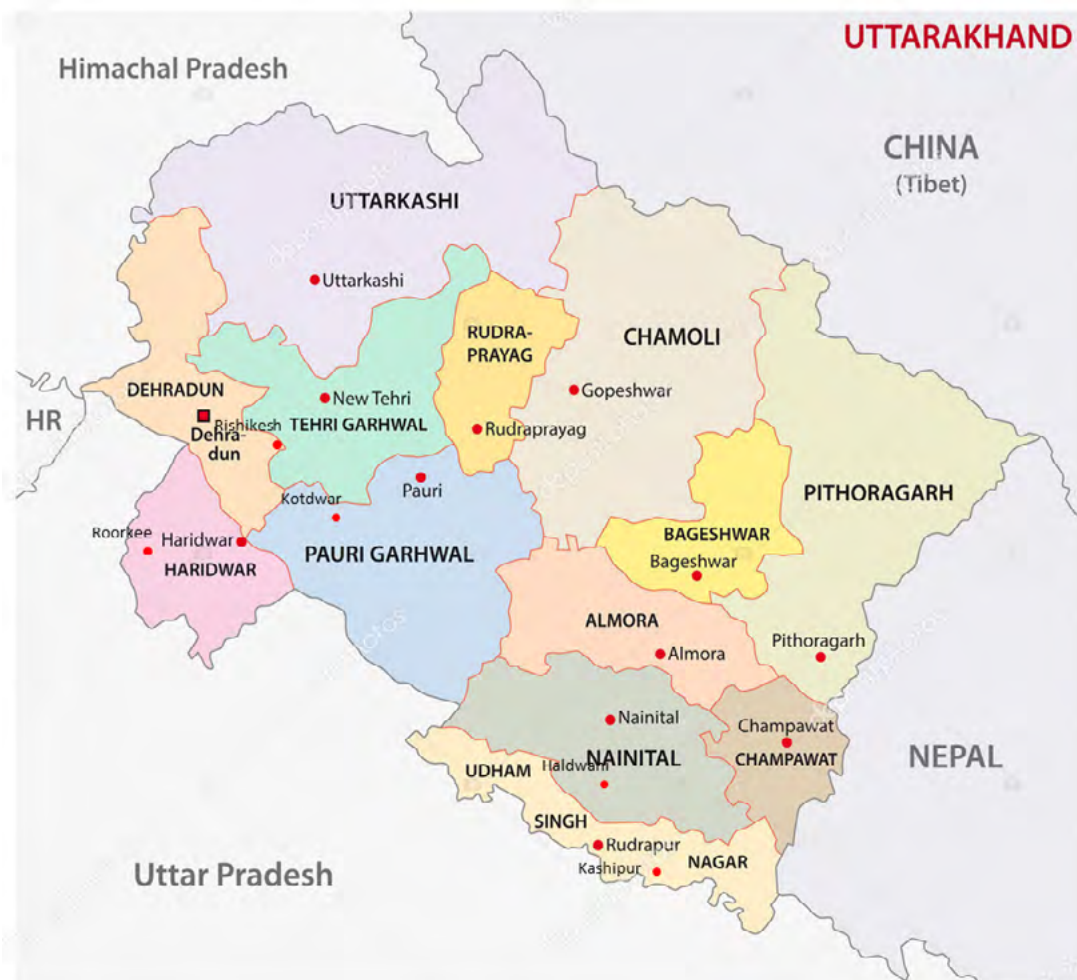 UTTARAKHAND
Himachal Pradesh
CHINA
(Tibet)
UTTARKASHI
Uttarkashi
RUDRA-
PRAYAG
CHAMOLI
DEHRADUN
New Tehri
Gopeshwar
HR
Rishikesh
TEHRI GARHWAL
Rudraprayag
Dehra-
dun
Pauri
Kotdwar
PITHORAGARH
Roorkee
Haridwar
BAGESHWAR
PAURI GARHWAL
Bageshwar
HARIDWAR
ALMORA
Pithoragarh
Almora
Nainital
Champawat
NEPAL
NAINITAL
CHAMPAWAT
UDHAM
Haldwani
SINGH
Rudrapur
NAGAR
Kashipur
Uttar Pradesh